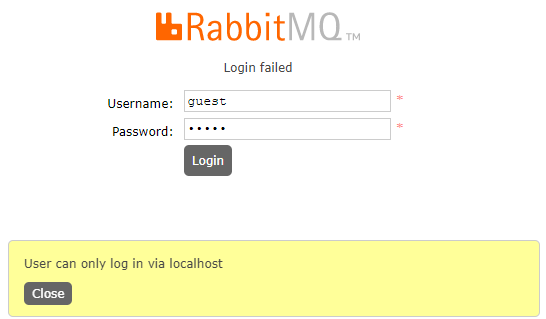 RabbitMQ™
Login failed
Username: guest *
Password: ••••• *
Login
User can only log in via localhost
Close